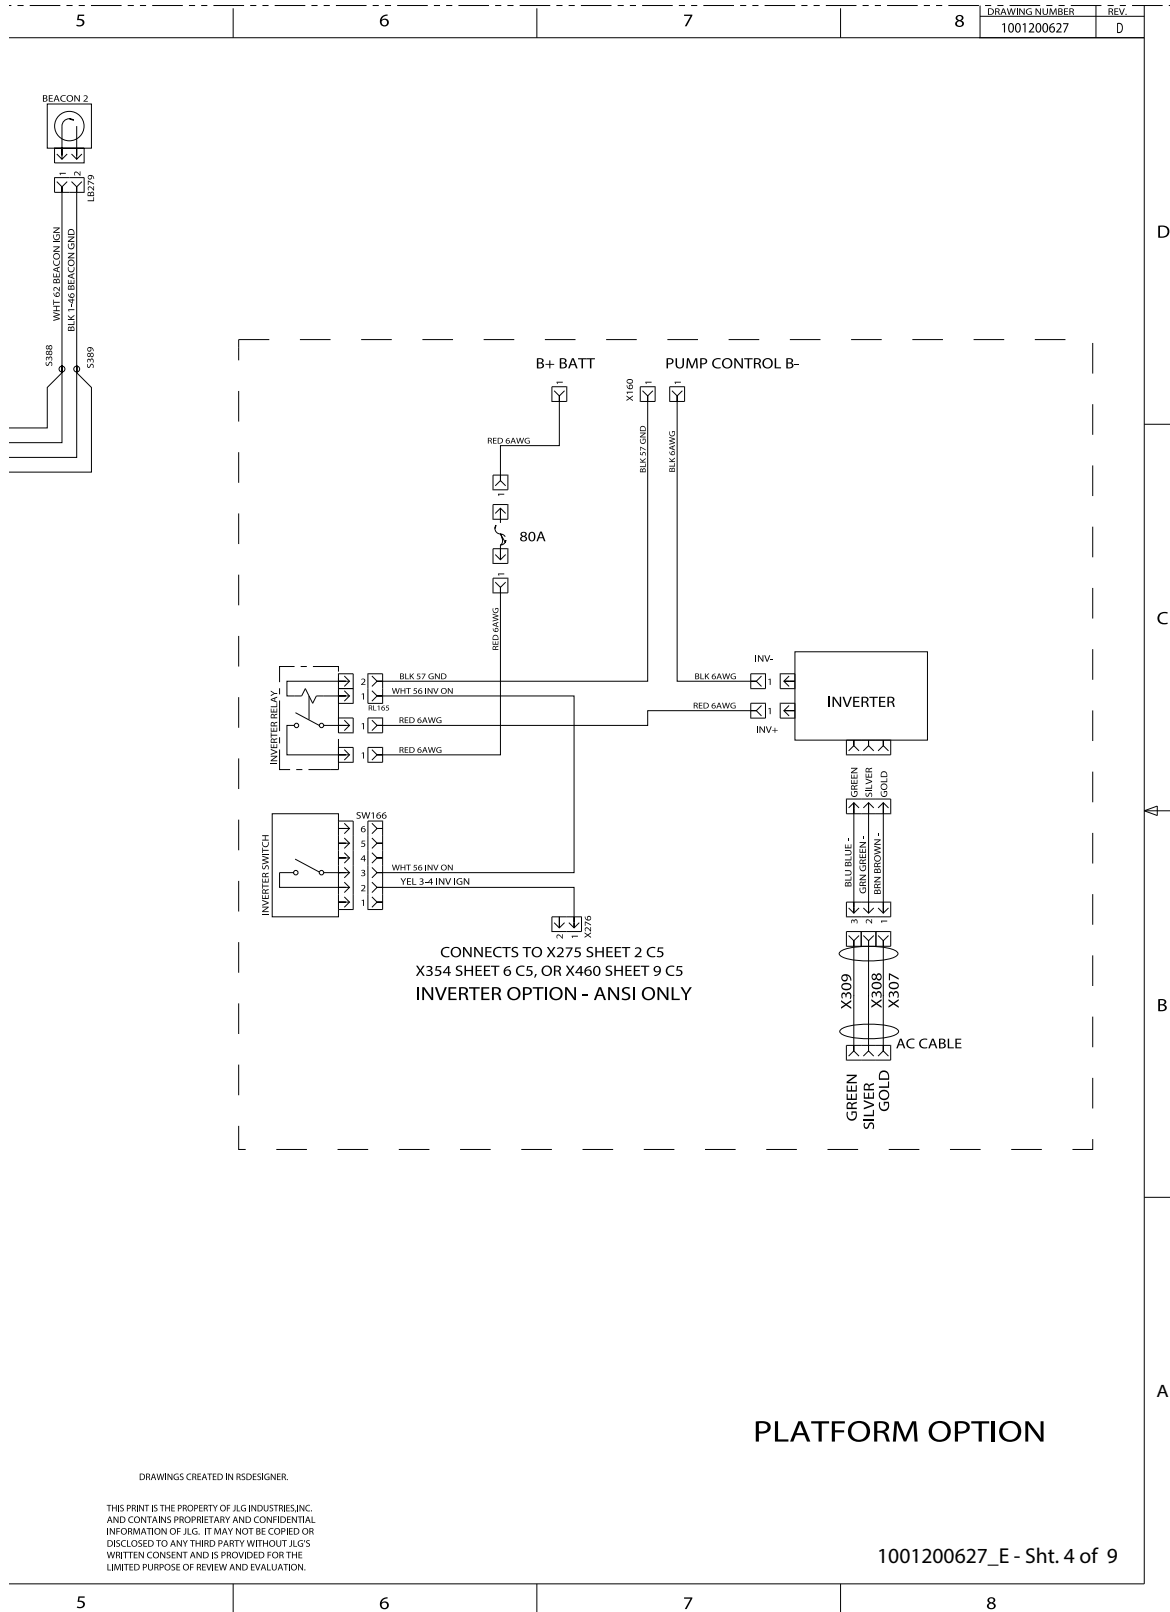 5 6 7 8
DRAWING NUMBER REV.
1001200627 D
BEACON 2
1 2
LB279
WHT 62 BEACON IGN
BLK 1-46 BEACON GND
S388 S389
D
B+ BATT PUMP CONTROL B-
1 X160 1 1
RED 6AWG
BLK 57 GND
BLK 6AWG
1
80A
1
RED 6AWG
C
INV-
2 BLK 57 GND
BLK 6AWG 1
1 WHT 56 INV ON
RL165
INVERTER
INVERTER RELAY
RED 6AWG 1
1 RED 6AWG
INV+
1 RED 6AWG
GREEN
SILVER
GOLD
SW166
6
5
4
3 WHT 56 INV ON
2 YEL 3-4 INV IGN
1
INVERTER SWITCH
BLU BLUE -
GRN GREEN -
BRN BROWN -
3 2 1
2 1 X276
CONNECTS TO X275 SHEET 2 C5
X354 SHEET 6 C5, OR X460 SHEET 9 C5
INVERTER OPTION - ANSI ONLY
X309
X308
X307
B
AC CABLE
GREEN
SILVER
GOLD
A
PLATFORM OPTION
DRAWINGS CREATED IN RSDESIGNER.
THIS PRINT IS THE PROPERTY OF JLG INDUSTRIES,INC.
AND CONTAINS PROPRIETARY AND CONFIDENTIAL
INFORMATION OF JLG. IT MAY NOT BE COPIED OR
DISCLOSED TO ANY THIRD PARTY WITHOUT JLG'S
WRITTEN CONSENT AND IS PROVIDED FOR THE
LIMITED PURPOSE OF REVIEW AND EVALUATION.
1001200627_E - Sht. 4 of 9
5 6 7 8